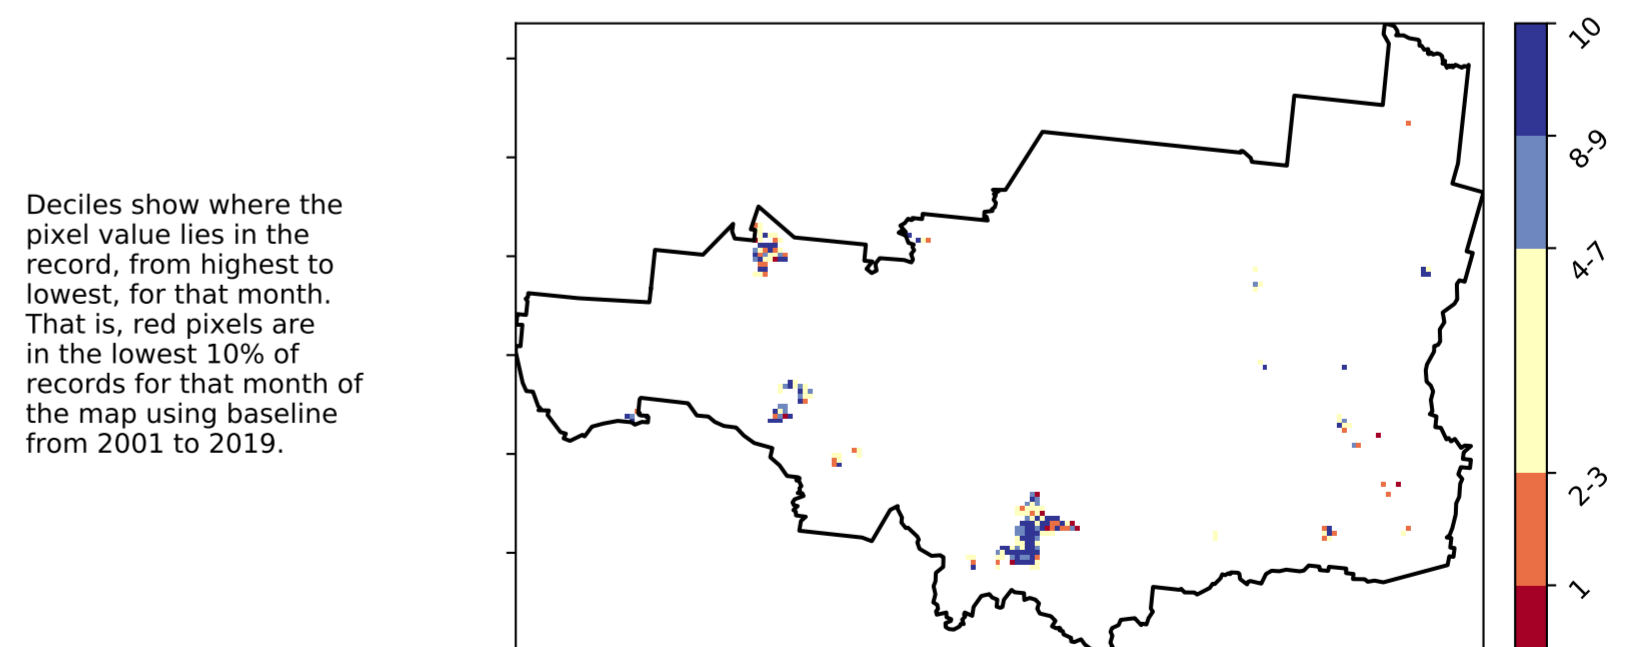 Deciles show where the
pixel value lies in the
record, from highest to
lowest, for that month.
That is, red pixels are
in the lowest 10% of
records for that month of
the map using baseline
from 2001 to 2019.
10
8-9
4-7
2-3
1